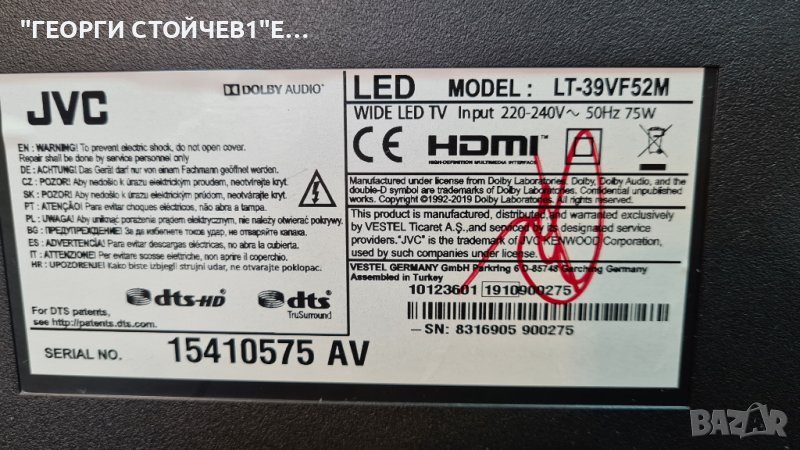 "ГЕОРГИ СТОЙЧЕВ1"Е...
JVC
DOLBY AUDIO™
EN : WARNING! To prevent electric shock, do not open cover.
Repair shall be done by service personnel only
DE : ACHTUNG! Das Gerät darf nur von einem Fachmann geöffnet werden.
CZ : POZOR! Aby nedošlo k úrazu elektrickým proudem, neotvírejte kryt.
SK : POZOR! Aby nedošlo k úrazu elektrickým prúdom, neotvárajte kryt.
PT : ATENÇÃO! Para evitar choques eléctricos, não abra a tampa.
PL : UWAGA! Aby uniknąć porażenia prądem elektrycznym, nie należy otwierać pokrywy.
BG : ПРЕДУПРЕЖДЕНИЕ! За да избегнете токов удар, не отваряйте капака.
ES : ADVERTENCIA! Para evitar descargas eléctricas, no abra la cubierta.
IT : ATTENZIONE! Per evitare scosse elettriche, non aprire il coperchio.
HR : UPOZORENJE! Kako biste izbjegli strujni udar, ne otvarajte poklopac.
dts-HD
dts
TruSurround
For DTS patents,
see http://patents.dts.com.
SERIAL NO. 15410575 AV
LED MODEL : LT-39VF52M
WIDE LED TV Input 220-240V~ 50Hz 75W
CE HDMI™
HIGH-DEFINITION MULTIMEDIA INTERFACE
Manufactured under license from Dolby Laboratories. Dolby, Dolby Audio, and the
double-D symbol are trademarks of Dolby Laboratories. Confidential unpublished
works. Copyright ©1992-2019 Dolby Laboratories. All rights reserved.
This product is manufactured, distributed, and warranted exclusively
by VESTEL Ticaret A.Ş.,and serviced by its designated service
providers."JVC" is the trademark of JVC KENWOOD Corporation,
used by such companies under license.
VESTEL GERMANY GmbH Parkring 6 D-85748 Garching Germany
Assembled in Turkey
10123601 1910900275
-SN: 8316905 900275
BAZAR
bazar.bg